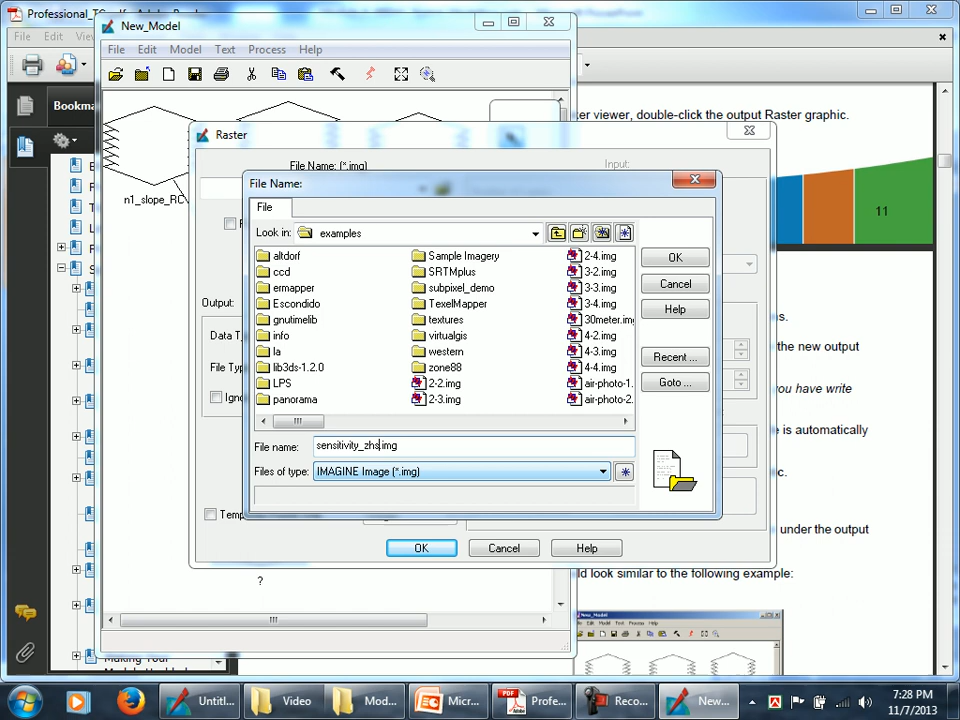 Professional_TO
New_Model
File Edit View
File Edit Model Text Process Help
Bookma
n1_slope_RC
er viewer, double-click the output Raster graphic.
11
Raster
File Name: (*.img)
Input:
File Name:
File
Look in: examples
altdorf Sample Imagery 2-4.img
ccd SRTMplus 3-2.img
ermapper subpixel_demo 3-3.img
Escondido TexelMapper 3-4.img
gnutimelib textures 30meter.img
info virtualgis 4-2.img
la western 4-3.img
lib3ds-1.2.0 zone88 4-4.img
LPS 2-2.img air-photo-1.
panorama 2-3.img air-photo-2.
OK
Cancel
Help
Recent ...
Goto ...
File name: sensitivity_zhs.img
Files of type: IMAGINE Image (*.img)
Output:
Data T
File Typ
Igno
Temp
OK Cancel Help
s.
the new output
ou have write
e is automatically
c.
under the output
ld look similar to the following example:
New_Model
?
Making Your
Untitl... Video Mod... Micr... Profe... Reco... New...
7:28 PM
11/7/2013